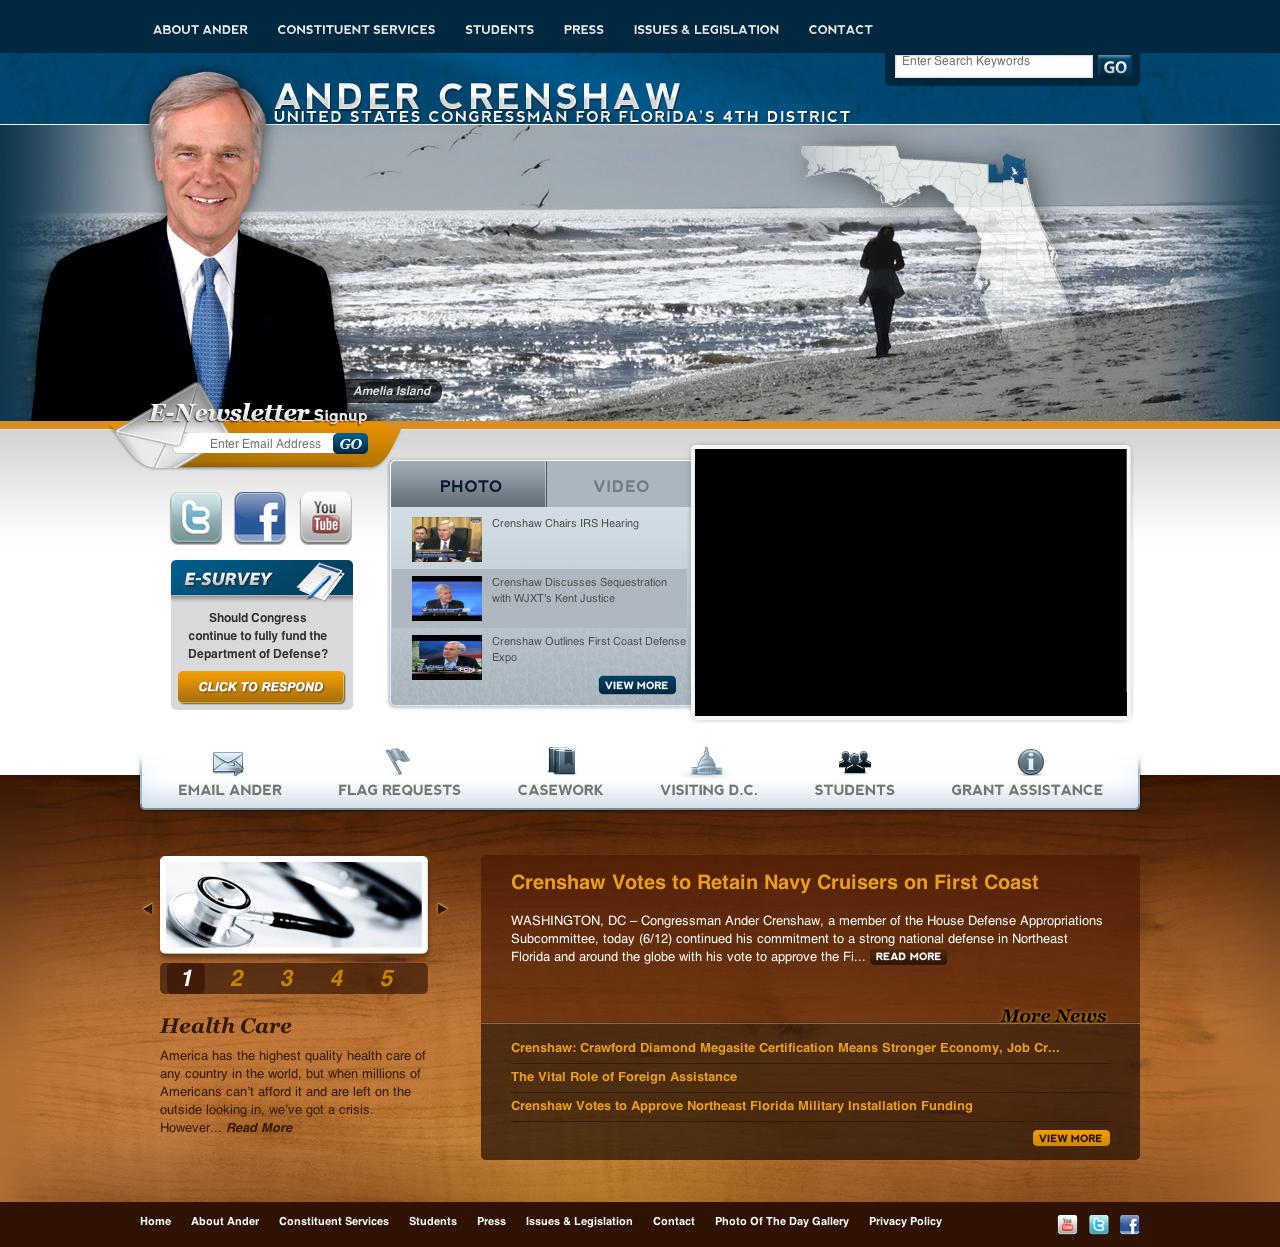 ABOUT ANDER CONSTITUENT SERVICES STUDENTS PRESS ISSUES & LEGISLATION CONTACT
Enter Search Keywords GO
ANDER CRENSHAW
UNITED STATES CONGRESSMAN FOR FLORIDA'S 4TH DISTRICT
Amelia Island
E-Newsletter Signup
Enter Email Address GO
PHOTO VIDEO
Crenshaw Chairs IRS Hearing
Crenshaw Discusses Sequestration
with WJXT's Kent Justice
Crenshaw Outlines First Coast Defense
Expo
VIEW MORE
You
Tube
E-SURVEY
Should Congress
continue to fully fund the
Department of Defense?
CLICK TO RESPOND
EMAIL ANDER FLAG REQUESTS CASEWORK VISITING D.C. STUDENTS GRANT ASSISTANCE
1 2 3 4 5
Health Care
America has the highest quality health care of
any country in the world, but when millions of
Americans can't afford it and are left on the
outside looking in, we've got a crisis.
However... Read More
Crenshaw Votes to Retain Navy Cruisers on First Coast
WASHINGTON, DC – Congressman Ander Crenshaw, a member of the House Defense Appropriations
Subcommittee, today (6/12) continued his commitment to a strong national defense in Northeast
Florida and around the globe with his vote to approve the Fi... READ MORE
More News
Crenshaw: Crawford Diamond Megasite Certification Means Stronger Economy, Job Cr...
The Vital Role of Foreign Assistance
Crenshaw Votes to Approve Northeast Florida Military Installation Funding
VIEW MORE
Home About Ander Constituent Services Students Press Issues & Legislation Contact Photo Of The Day Gallery Privacy Policy